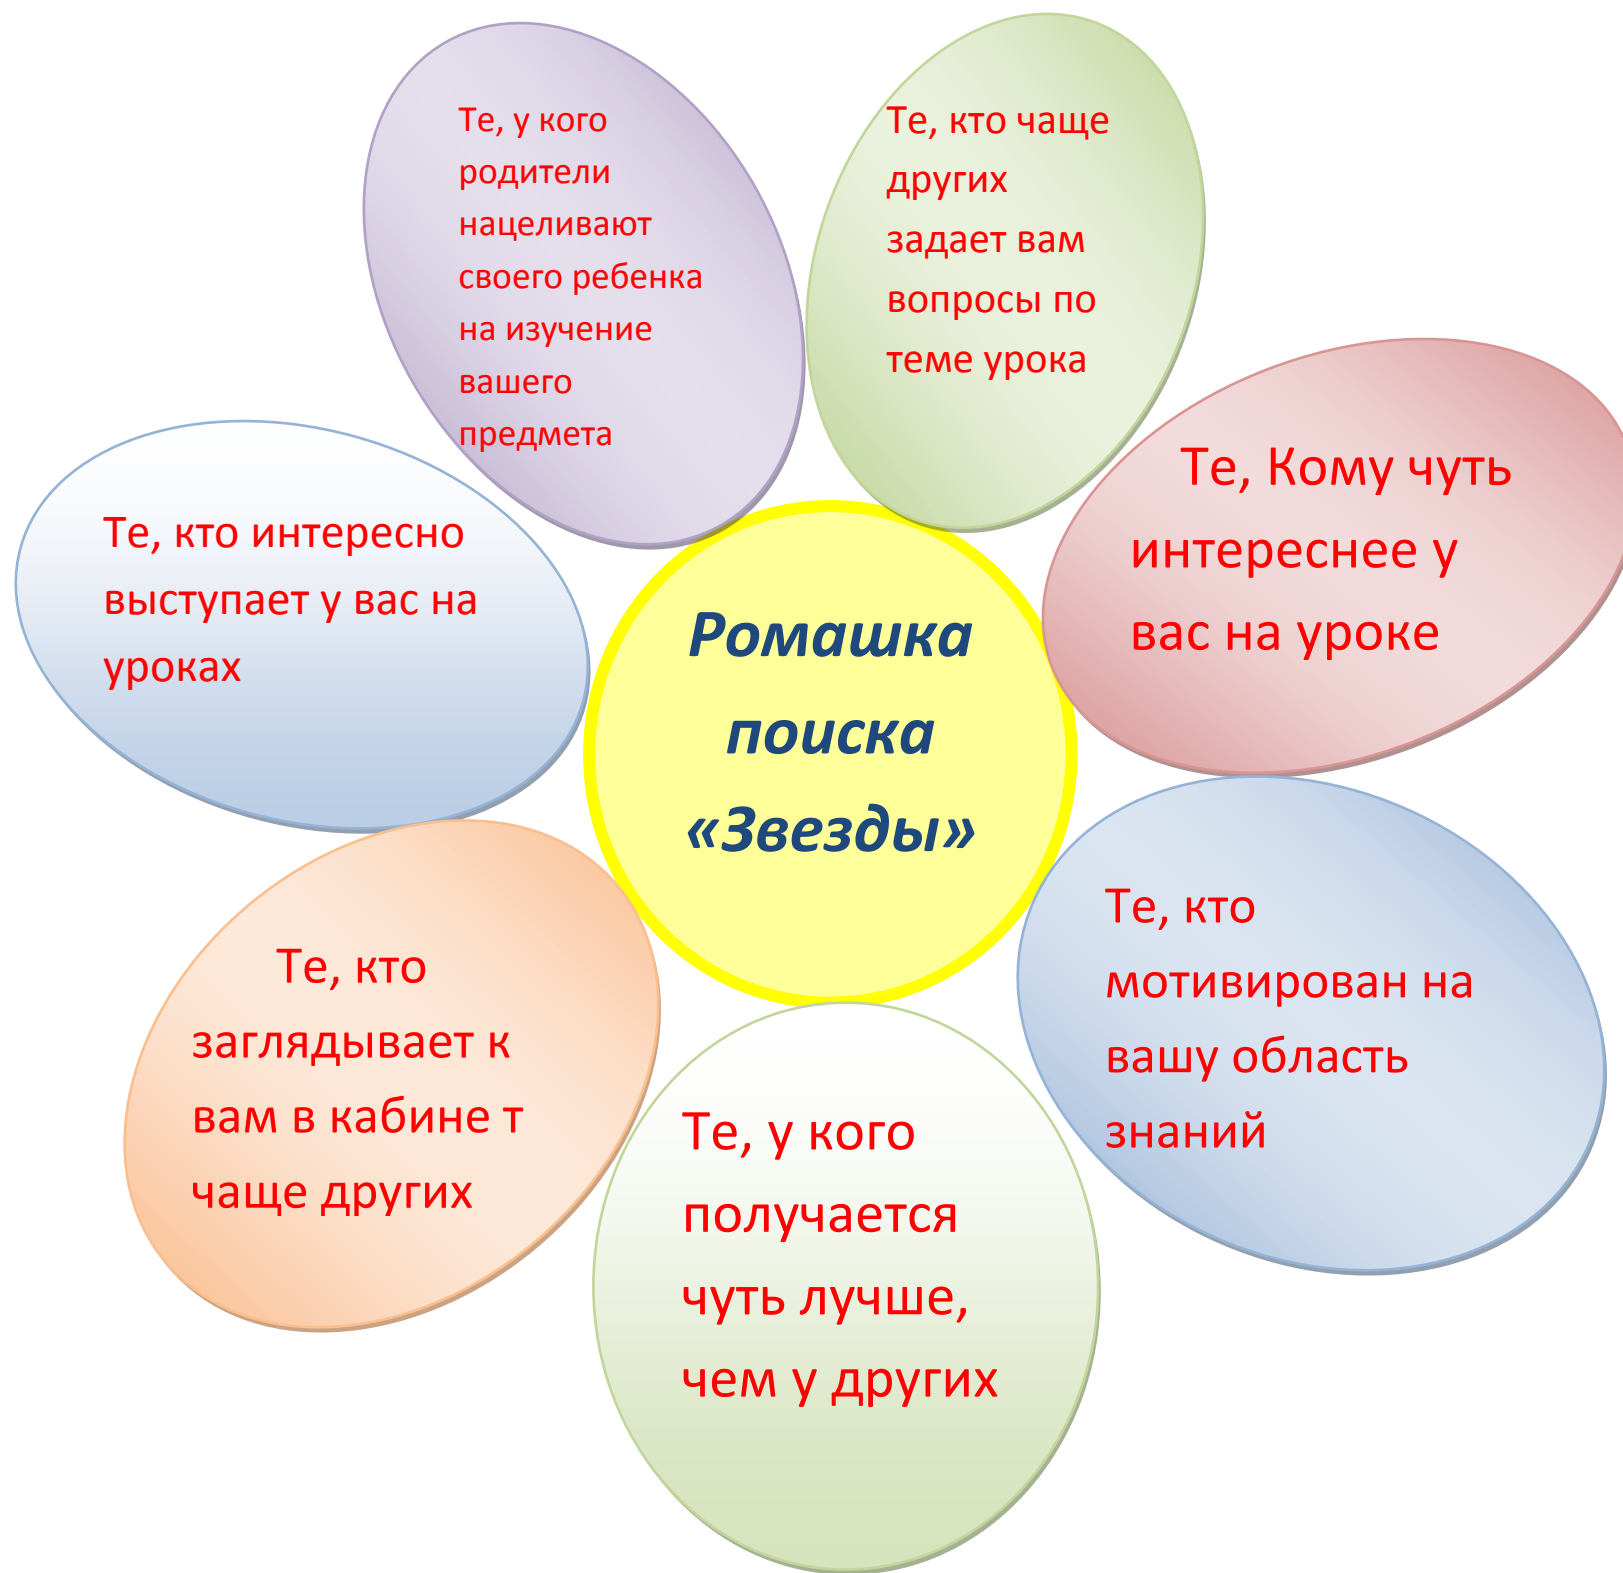 Те, у кого
родители
нацеливают
своего ребенка
на изучение
вашего
предмета
Те, кто чаще
других
задает вам
вопросы по
теме урока
Те, Кому чуть
интереснее у
вас на уроке
Те, кто интересно
выступает у вас на
уроках
Ромашка
поиска
«Звезды»
Те, кто
мотивирован на
вашу область
знаний
Те, кто
заглядывает к
вам в кабине т
чаще других
Те, у кого
получается
чуть лучше,
чем у других